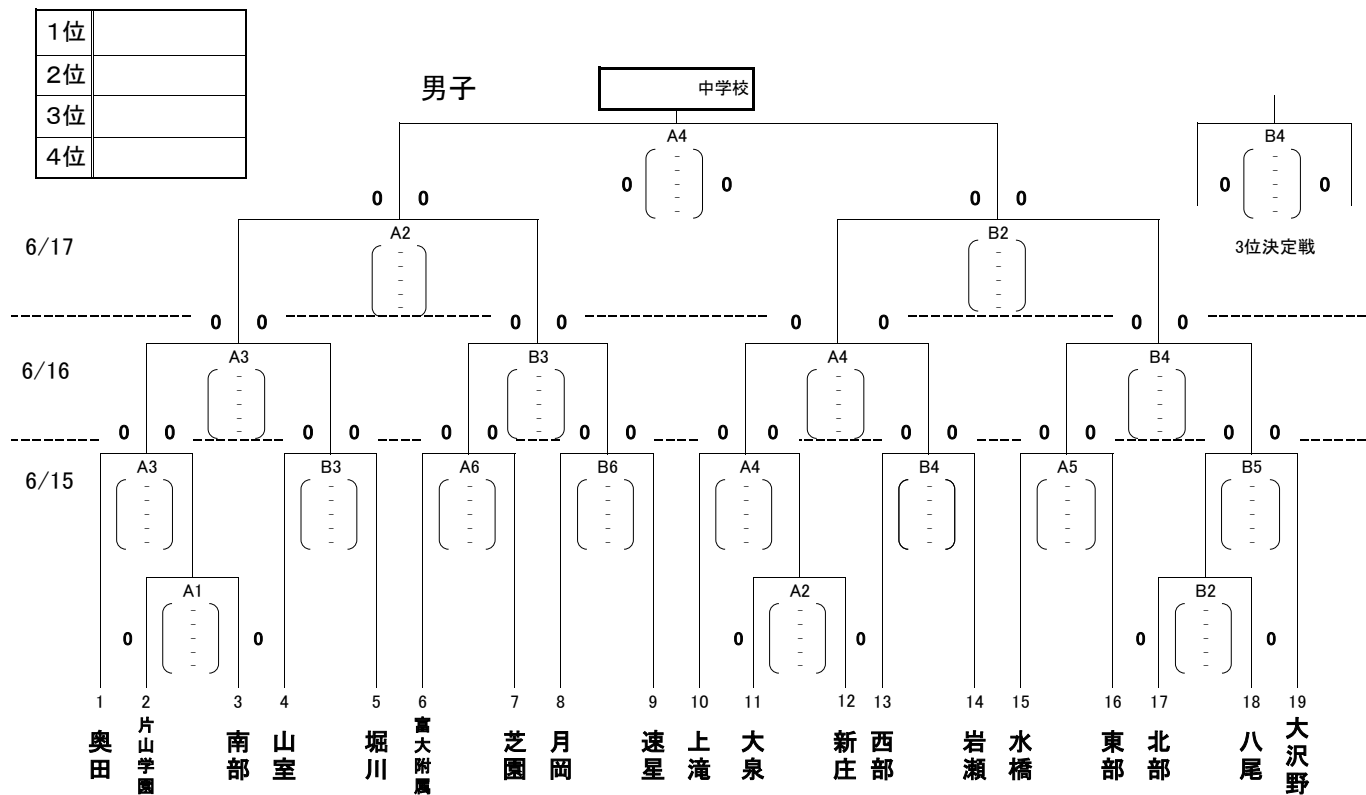 1位
2位
3位
4位
男子
中学校
A4
B4
0 0
0 0
0 0
0 0
6/17
A2
B2
3位決定戦
0 0
0 0
0 0
0 0
6/16
A3
B3
A4
B4
0 0
0 0
0 0
0 0
0 0
0 0
0 0
0 0
6/15
A3
B3
A6
B6
A4
B4
A5
B5
A1
A2
B2
0 0
0 0
0 0
1 2 3 4 5 6 7 8 9 10 11 12 13 14 15 16 17 18 19
奥田
片山学園
南部
山室
堀川
富大附属
芝園
月岡
速星
上滝
大泉
新庄
西部
岩瀬
水橋
東部
北部
八尾
大沢野